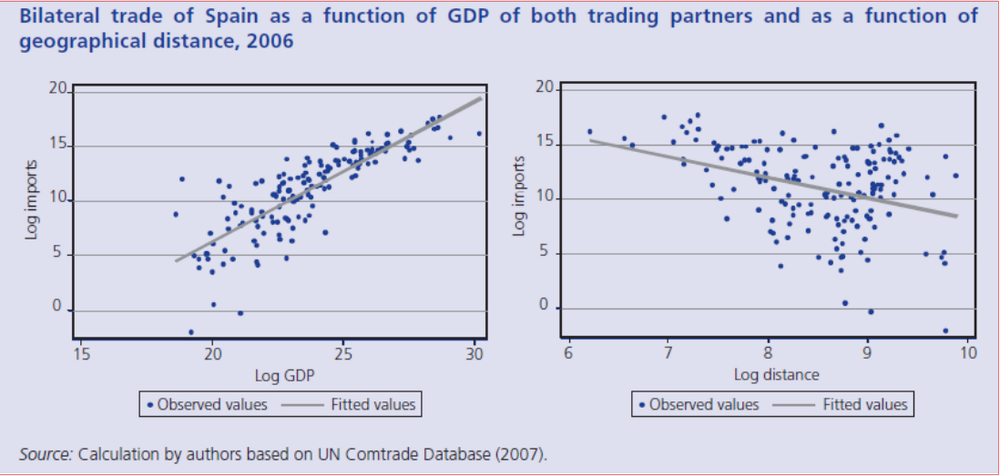 Bilateral trade of Spain as a function of GDP of both trading partners and as a function of
geographical distance, 2006
20
15
10
5
0
Log imports
15
20
25
30
Log GDP
Observed values
Fitted values
20
15
10
5
0
Log imports
6
7
8
9
10
Log distance
Observed values
Fitted values
Source: Calculation by authors based on UN Comtrade Database (2007).